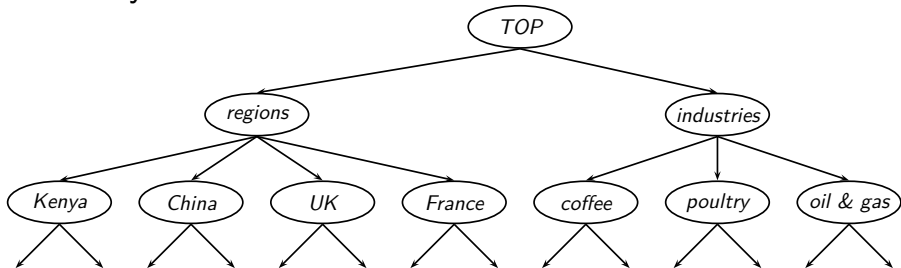 TOP
regions industries
Kenya China UK France coffee poultry oil & gas